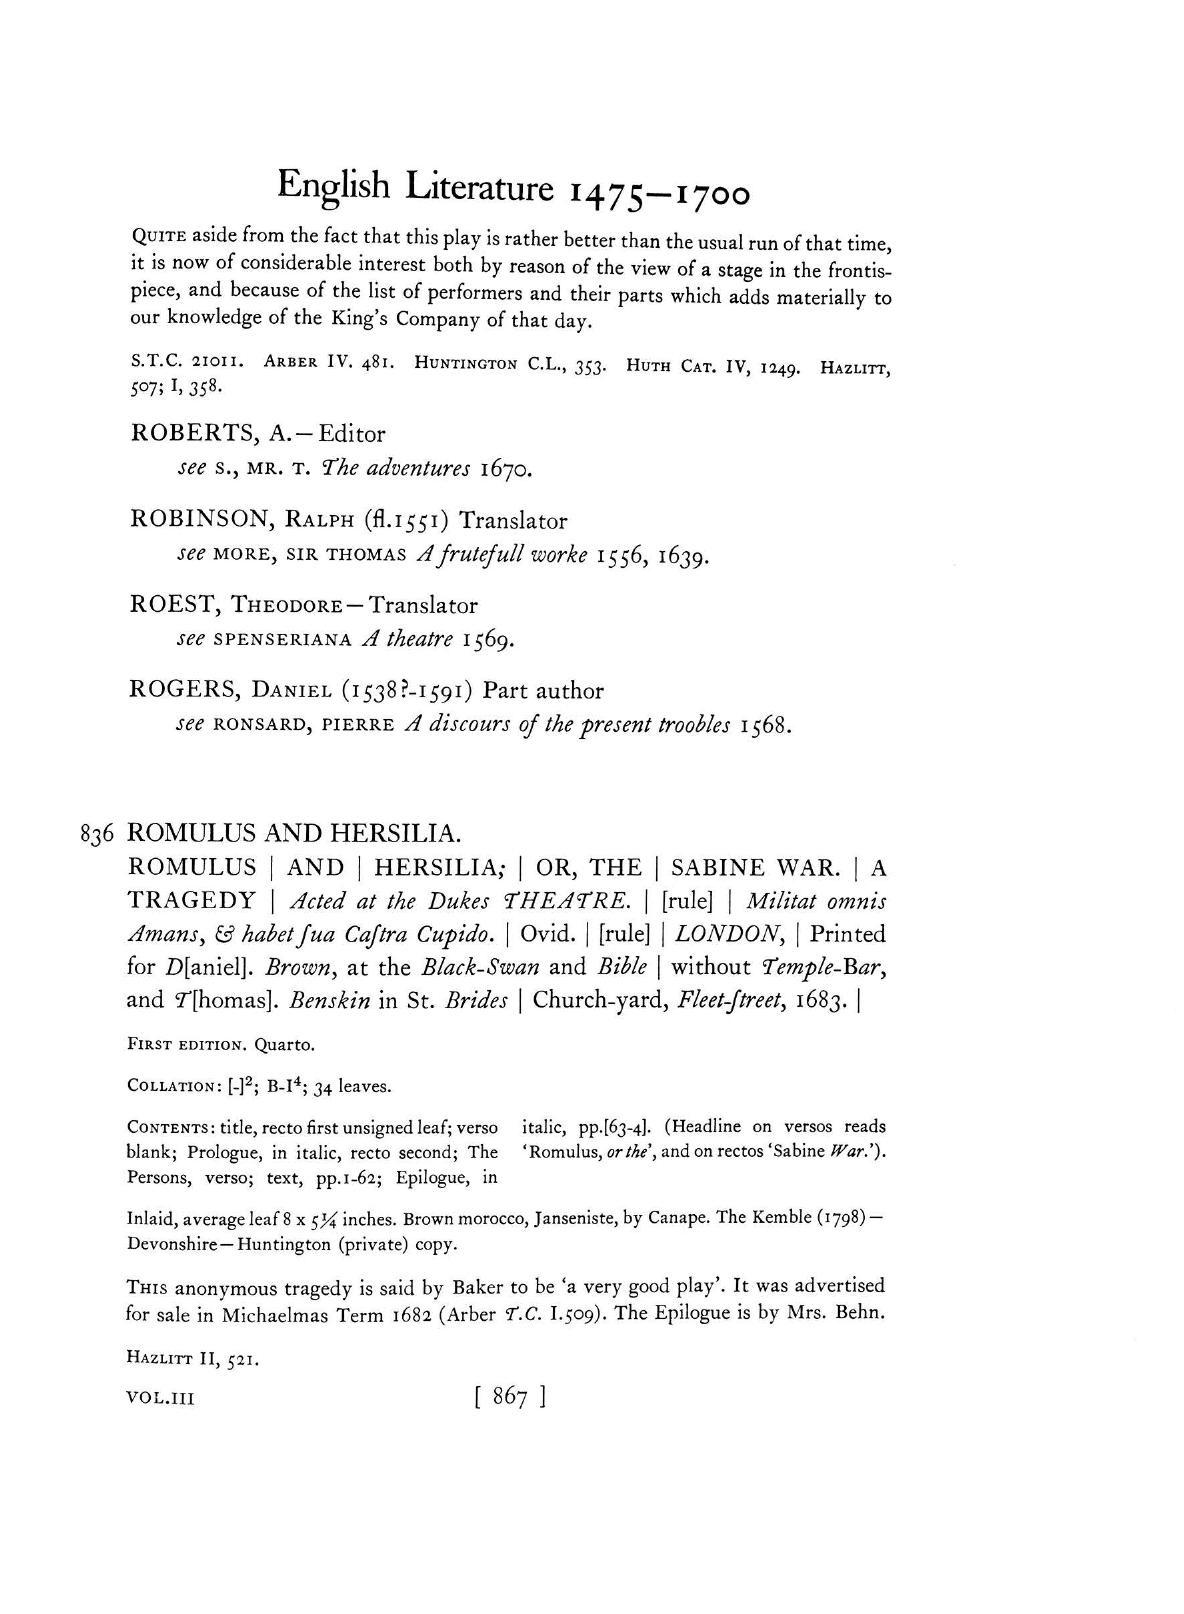 English Literature 1475—1700
QUITE aside from the fact that this play is rather better than the usual run of that time,
it is now of considerable interest both by reason of the view of a stage in the frontis-
piece, and because of the list of performers and their parts which adds materially to
our knowledge of the King's Company of that day.
S.T.C. 21011. ARBER IV. 481. HUNTINGTON C.L., 353. HUTH CAT. IV, 1249. HAZLITT,
507; I, 358.
ROBERTS, A.—Editor
see S., MR. T. The adventures 1670.
ROBINSON, RALPH (fl.1551) Translator
see MORE, SIR THOMAS A frutefull worke 1556, 1639.
ROEST, THEODORE—Translator
see SPENSERIANA A theatre 1569.
ROGERS, DANIEL (1538?-1591) Part author
see RONSARD, PIERRE A discours of the present troobles 1568.
836 ROMULUS AND HERSILIA.
ROMULUS | AND | HERSILIA; | OR, THE | SABINE WAR. | A
TRAGEDY | Acted at the Dukes THEATRE. | [rule] | Militat omnis
Amans, & habet ſua Caſtra Cupido. | Ovid. | [rule] | LONDON, | Printed
for D[aniel]. Brown, at the Black-Swan and Bible | without Temple-Bar,
and T[homas]. Benskin in St. Brides | Church-yard, Fleet-ſtreet, 1683. |
FIRST EDITION. Quarto.
COLLATION: [-]²; B-I⁴; 34 leaves.
CONTENTS: title, recto first unsigned leaf; verso
blank; Prologue, in italic, recto second; The
Persons, verso; text, pp.1-62; Epilogue, in
italic, pp.[63-4]. (Headline on versos reads
'Romulus, or the', and on rectos 'Sabine War.').
Inlaid, average leaf 8 x 5¼ inches. Brown morocco, Janseniste, by Canape. The Kemble (1798)—
Devonshire—Huntington (private) copy.
THIS anonymous tragedy is said by Baker to be 'a very good play'. It was advertised
for sale in Michaelmas Term 1682 (Arber T.C. I.509). The Epilogue is by Mrs. Behn.
HAZLITT II, 521.
VOL.III [ 867 ]